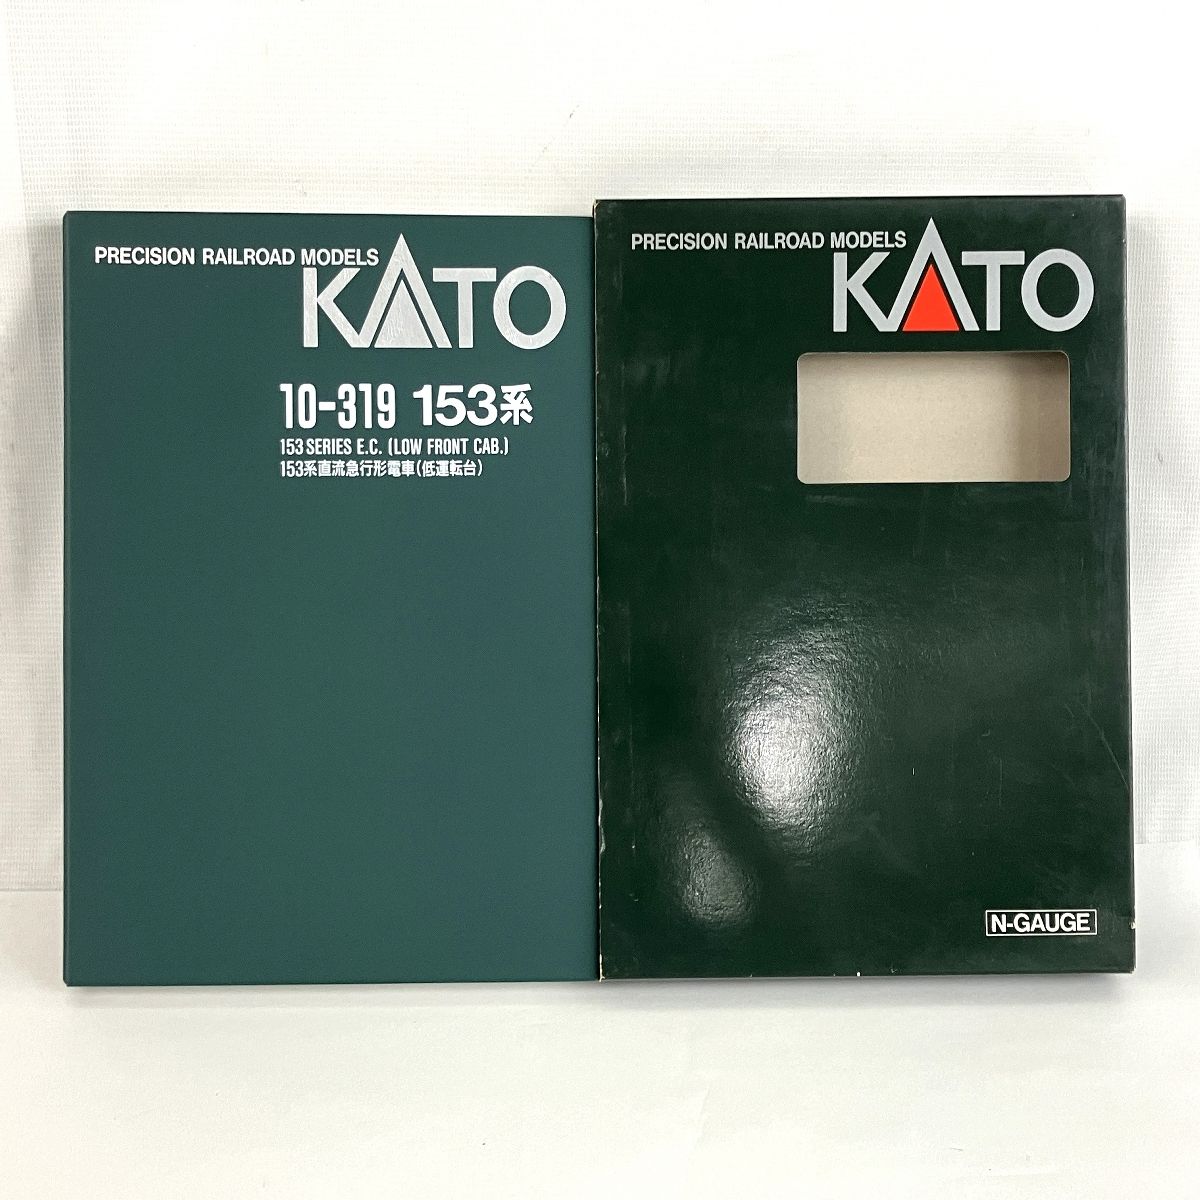 PRECISION RAILROAD MODELS
KATO
10-319 153系
153 SERIES E.C. (LOW FRONT CAB.)
153系直流急行形電車(低運転台)
PRECISION RAILROAD MODELS
KATO
N-GAUGE